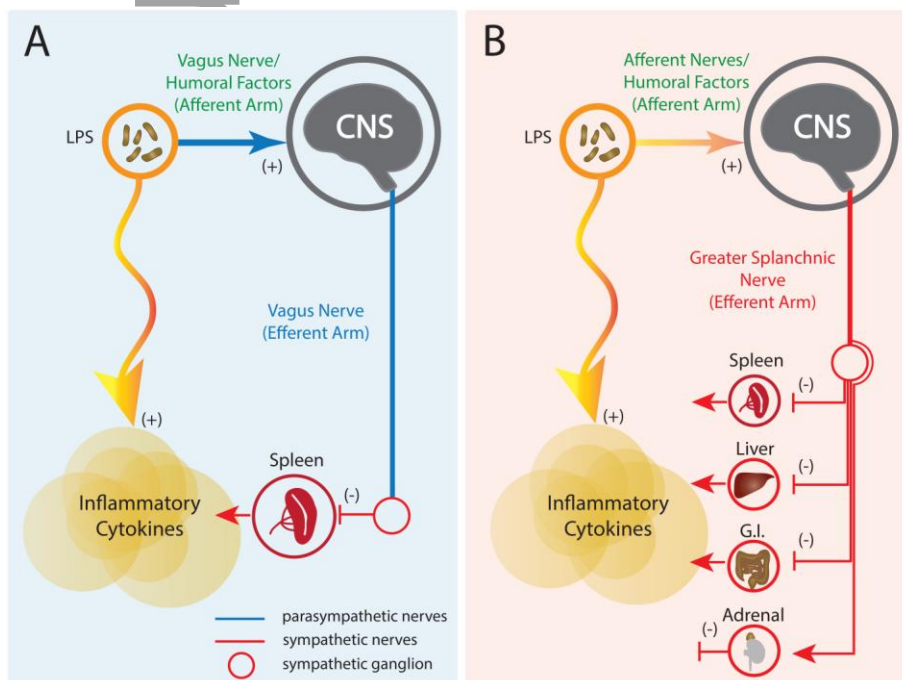 A
Vagus Nerve/
Humoral Factors
(Afferent Arm)
LPS
(+)
CNS
Vagus Nerve
(Efferent Arm)
(+)
Spleen
(-)
Inflammatory
Cytokines
parasympathetic nerves
sympathetic nerves
sympathetic ganglion
B
Afferent Nerves/
Humoral Factors
(Afferent Arm)
LPS
(+)
CNS
Greater Splanchnic
Nerve
(Efferent Arm)
(+)
Spleen
(-)
Liver
(-)
Inflammatory
Cytokines
G.I.
(-)
Adrenal
(-)